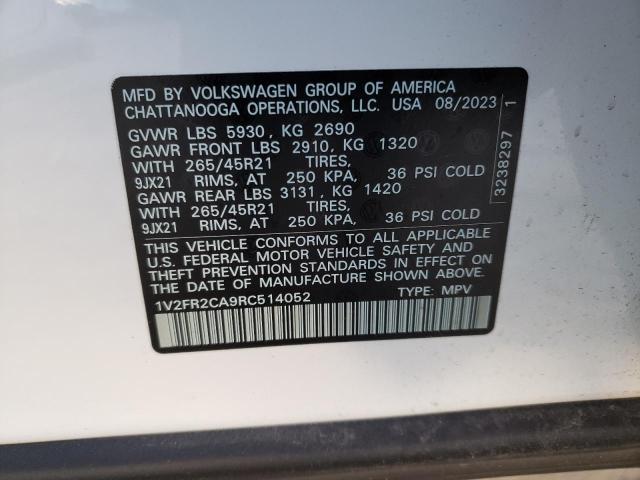 MFD BY VOLKSWAGEN GROUP OF AMERICA
CHATTANOOGA OPERATIONS, LLC. USA 08/2023
GVWR LBS 5930, KG 2690
GAWR FRONT LBS 2910, KG 1320
WITH 265/45R21 TIRES,
9JX21 RIMS, AT 250 KPA, 36 PSI COLD
GAWR REAR LBS 3131, KG 1420
WITH 265/45R21 TIRES,
9JX21 RIMS, AT 250 KPA, 36 PSI COLD
THIS VEHICLE CONFORMS TO ALL APPLICABLE
U.S. FEDERAL MOTOR VEHICLE SAFETY AND
THEFT PREVENTION STANDARDS IN EFFECT ON
THE DATE OF MANUFACTURE SHOWN ABOVE.
1V2FR2CA9RC514052 TYPE: MPV
3238297 1